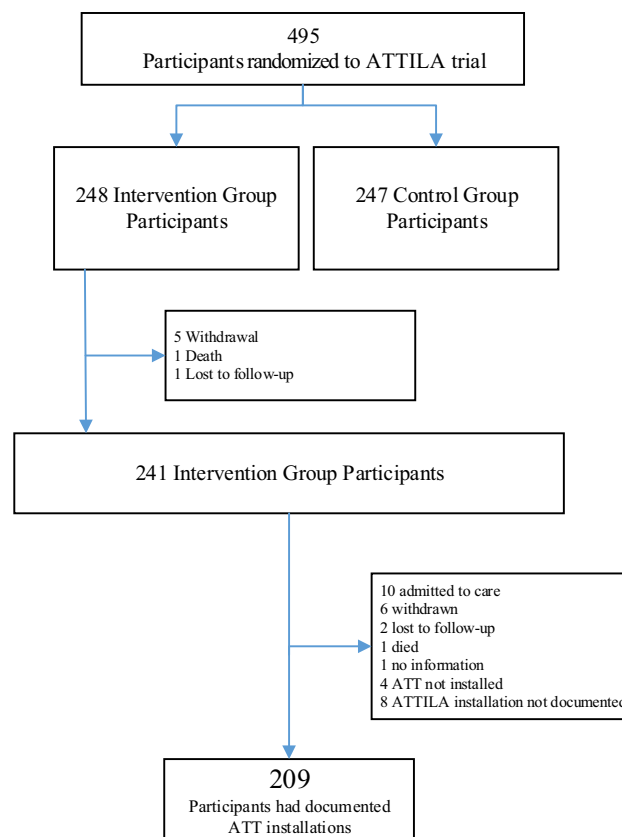 495
Participants randomized to ATTILA trial
248 Intervention Group
Participants
247 Control Group
Participants
5 Withdrawal
1 Death
1 Lost to follow-up
241 Intervention Group Participants
10 admitted to care
6 withdrawn
2 lost to follow-up
1 died
1 no information
4 ATT not installed
8 ATTILA installation not documented
209
Participants had documented
ATT installations